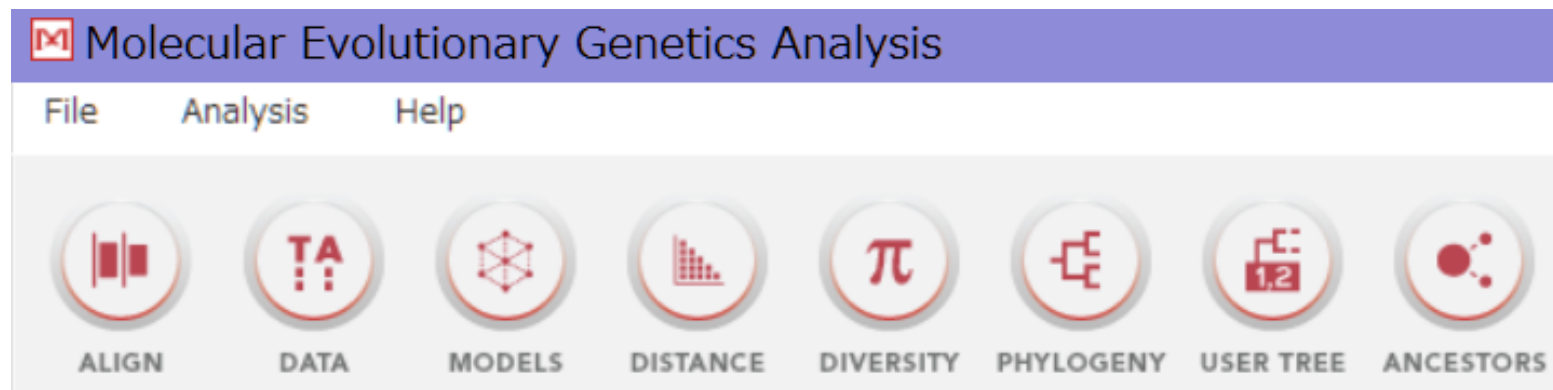 Molecular Evolutionary Genetics Analysis
File Analysis Help
TA π 1,2
ALIGN DATA MODELS DISTANCE DIVERSITY PHYLOGENY USER TREE ANCESTORS